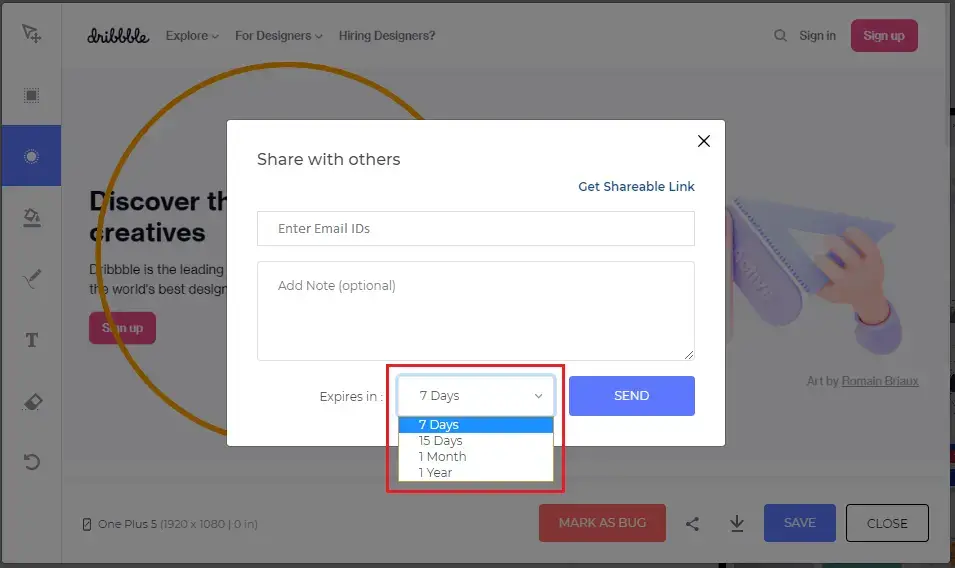 dribbble Explore For Designers Hiring Designers? Sign in Sign up
Share with others
Get Shareable Link
Discover th
creatives
Enter Email IDs
Dribbble is the leading
the world's best design
Add Note (optional)
Sign up
Art by Romain Briaux
Expires in : 7 Days SEND
7 Days
15 Days
1 Month
1 Year
T
One Plus 5 (1920 x 1080 | 0 in) MARK AS BUG SAVE CLOSE